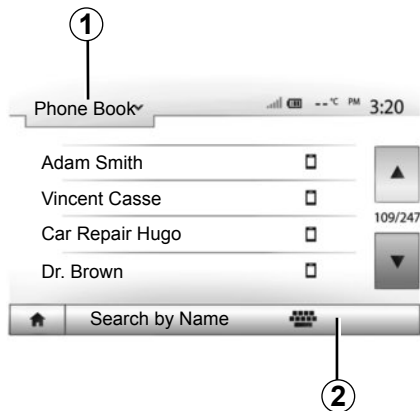 1
Phone Book --°C PM 3:20
Adam Smith
Vincent Casse
109/247
Car Repair Hugo
Dr. Brown
Search by Name
2